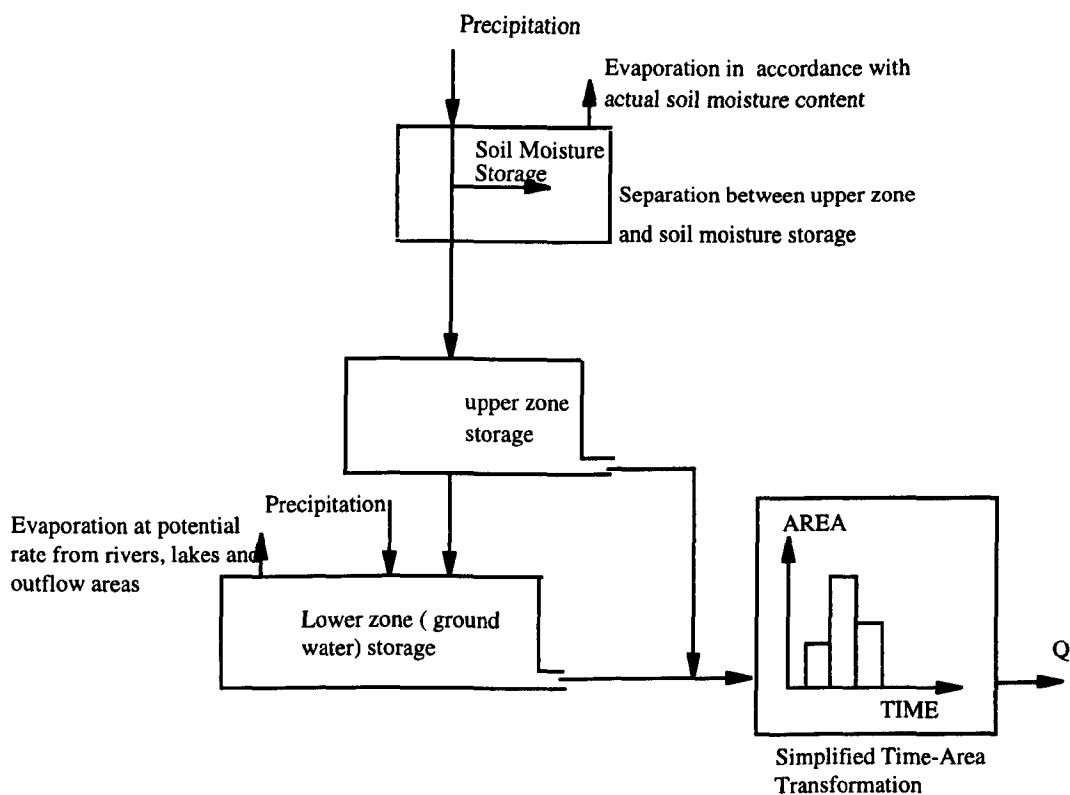 Precipitation
Evaporation in accordance with
actual soil moisture content
Soil Moisture
Storage
Separation between upper zone
and soil moisture storage
upper zone
storage
Precipitation
Evaporation at potential
rate from rivers, lakes and
outflow areas
Lower zone ( ground
water) storage
AREA
TIME
Q
Simplified Time-Area
Transformation